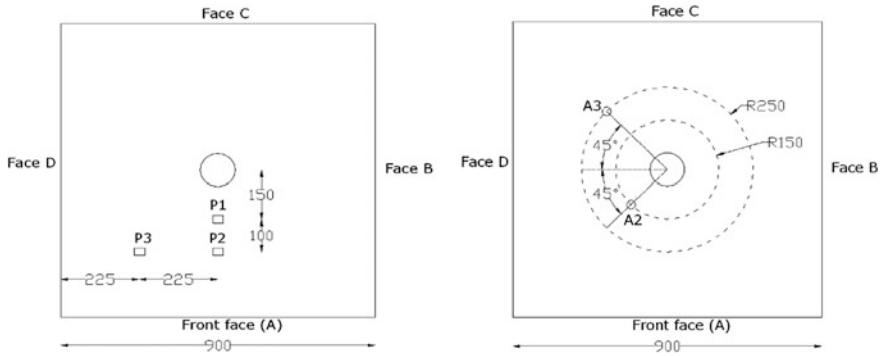 Face C
Face D
Face B
P1
150
P3
P2
100
225
225
Front face (A)
900
Face C
A3
R250
R150
45°
Face D
Face B
45°
A2
Front face (A)
900